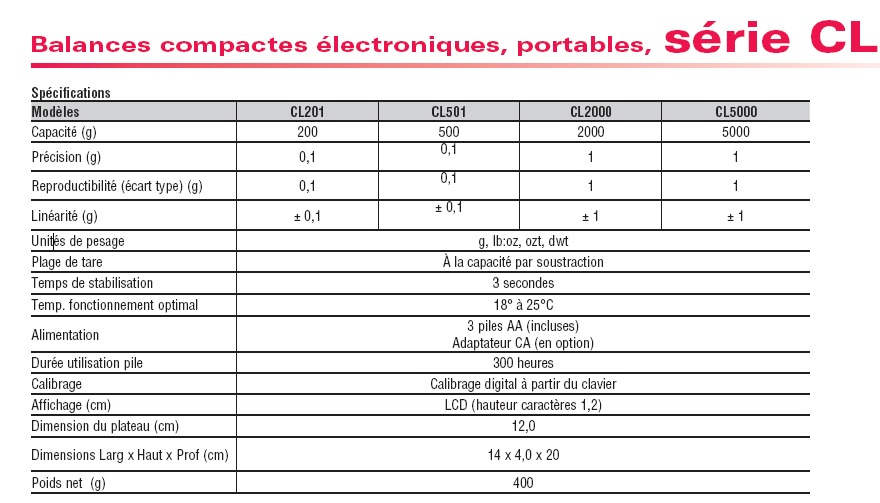 Balances compactes électroniques, portables, série CL
Spécifications
Modèles CL201 CL501 CL2000 CL5000
Capacité (g) 200 500 2000 5000
Précision (g) 0,1 0,1 1 1
Reproductibilité (écart type) (g) 0,1 0,1 1 1
Linéarité (g) ± 0,1 ± 0,1 ± 1 ± 1
Unités de pesage g, lb:oz, ozt, dwt
Plage de tare À la capacité par soustraction
Temps de stabilisation 3 secondes
Temp. fonctionnement optimal 18° à 25°C
Alimentation 3 piles AA (incluses)
Adaptateur CA (en option)
Durée utilisation pile 300 heures
Calibrage Calibrage digital à partir du clavier
Affichage (cm) LCD (hauteur caractères 1,2)
Dimension du plateau (cm) 12,0
Dimensions Larg x Haut x Prof (cm) 14 x 4,0 x 20
Poids net (g) 400